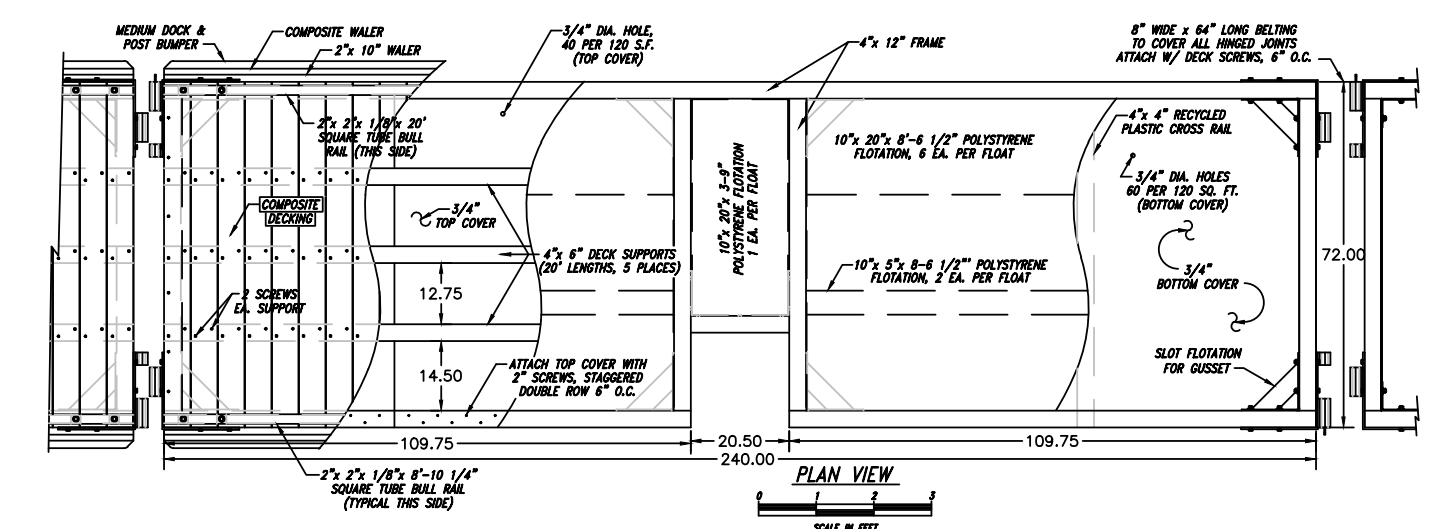 MEDIUM DOCK &
POST BUMPER
COMPOSITE WALER
2"x 10" WALER
3/4" DIA. HOLE,
40 PER 120 S.F.
(TOP COVER)
4"x 12" FRAME
8" WIDE x 64" LONG BELTING
TO COVER ALL HINGED JOINTS
ATTACH W/ DECK SCREWS, 6" O.C.
2"x 2"x 1/8"x 20'
SQUARE TUBE BULL
RAIL (THIS SIDE)
10"x 20"x 3-9"
POLYSTYRENE FLOTATION
1 EA. PER FLOAT
10"x 20"x 8'-6 1/2" POLYSTYRENE
FLOTATION, 6 EA. PER FLOAT
4"x 4" RECYCLED
PLASTIC CROSS RAIL
3/4" DIA. HOLES
60 PER 120 SQ. FT.
(BOTTOM COVER)
COMPOSITE
DECKING
3/4"
TOP COVER
4"x 6" DECK SUPPORTS
(20' LENGTHS, 5 PLACES)
10"x 5"x 8-6 1/2"' POLYSTYRENE
FLOTATION, 2 EA. PER FLOAT
3/4"
BOTTOM COVER
72.00
2 SCREWS
EA. SUPPORT
12.75
14.50
ATTACH TOP COVER WITH
2" SCREWS, STAGGERED
DOUBLE ROW 6" O.C.
SLOT FLOTATION
FOR GUSSET
109.75
20.50
109.75
240.00
2"x 2"x 1/8"x 8'-10 1/4"
SQUARE TUBE BULL RAIL
(TYPICAL THIS SIDE)
PLAN VIEW
0 1 2 3
SCALE IN FEET